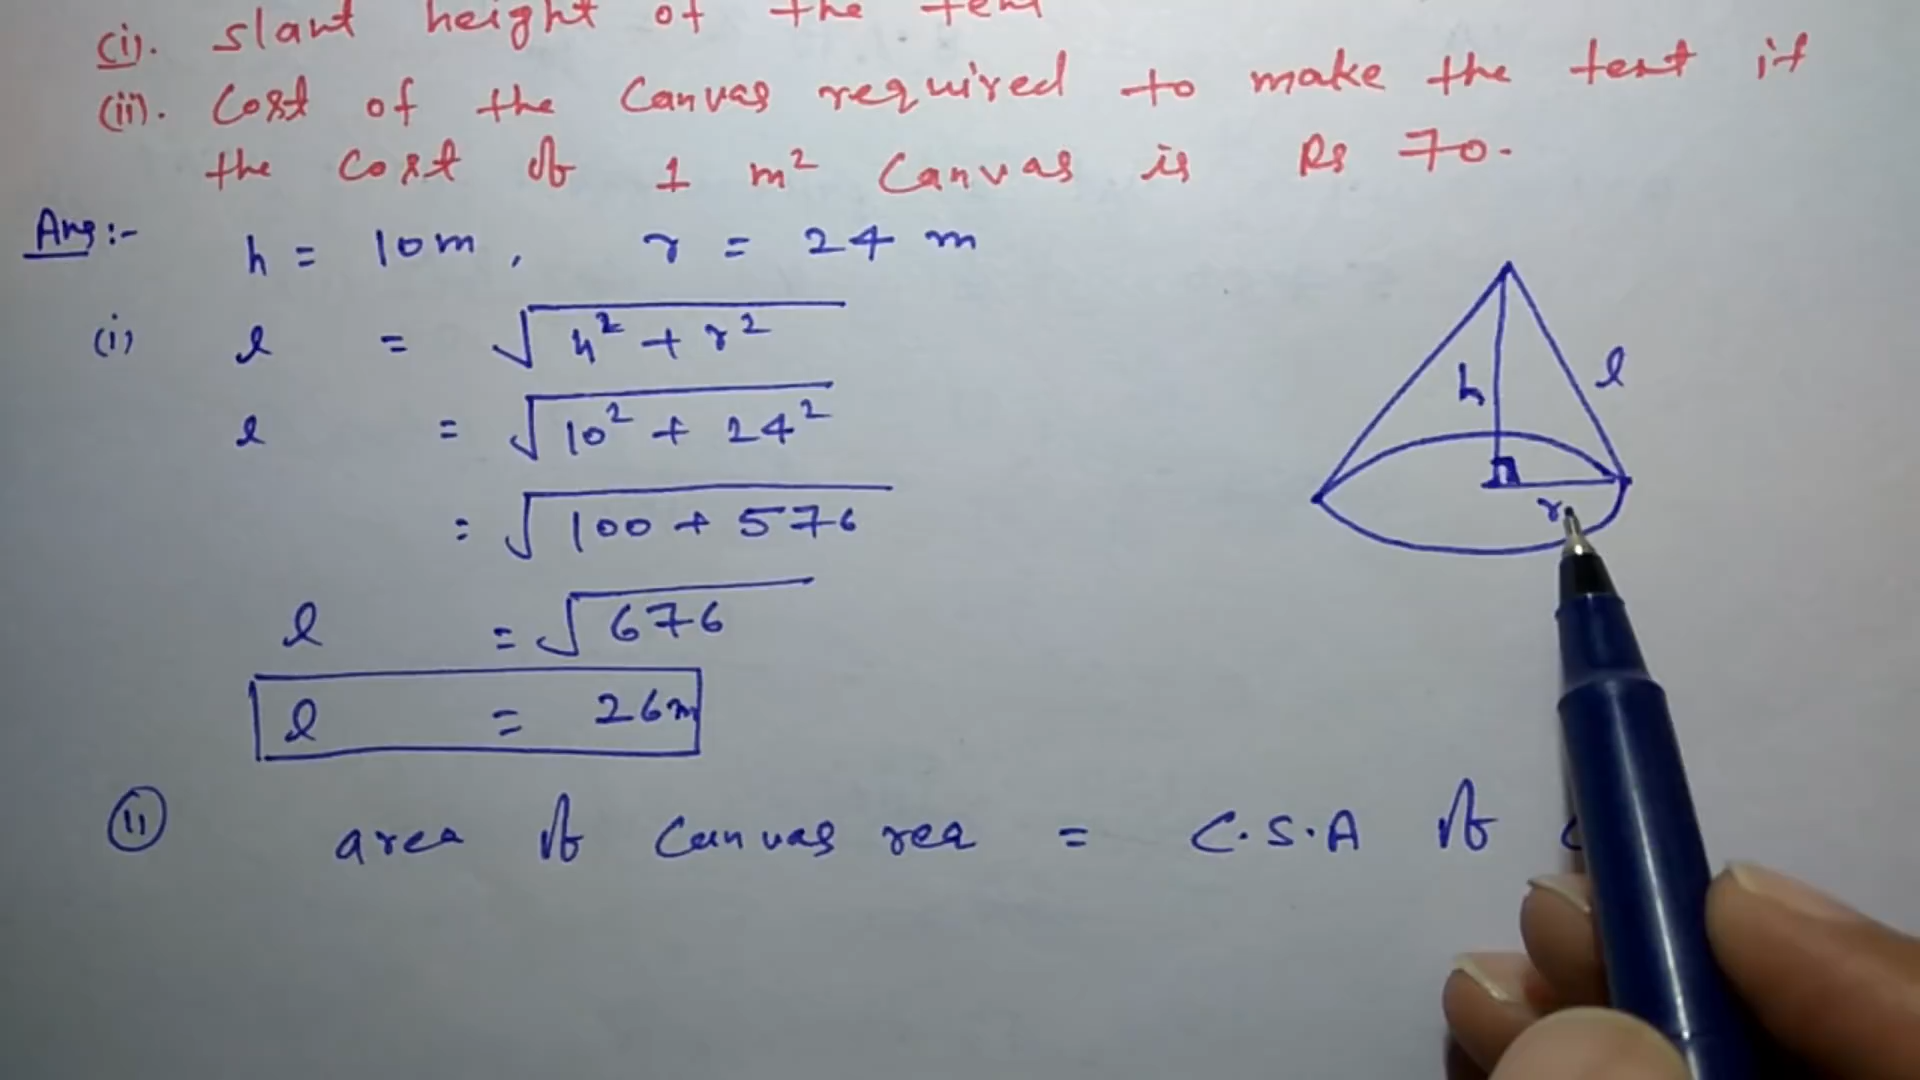 (i). slant height of the tent
(ii). Cost of the Canvas required to make the tent if
the Cost of 1 m² Canvas is Rs 70.
Ans:-
h = 10m, r = 24 m
(i) l = √h² + r²
l = √10² + 24²
= √100 + 576
l = √676
l = 26m
h
l
r
(ii) area of Canvas req = C.S.A of